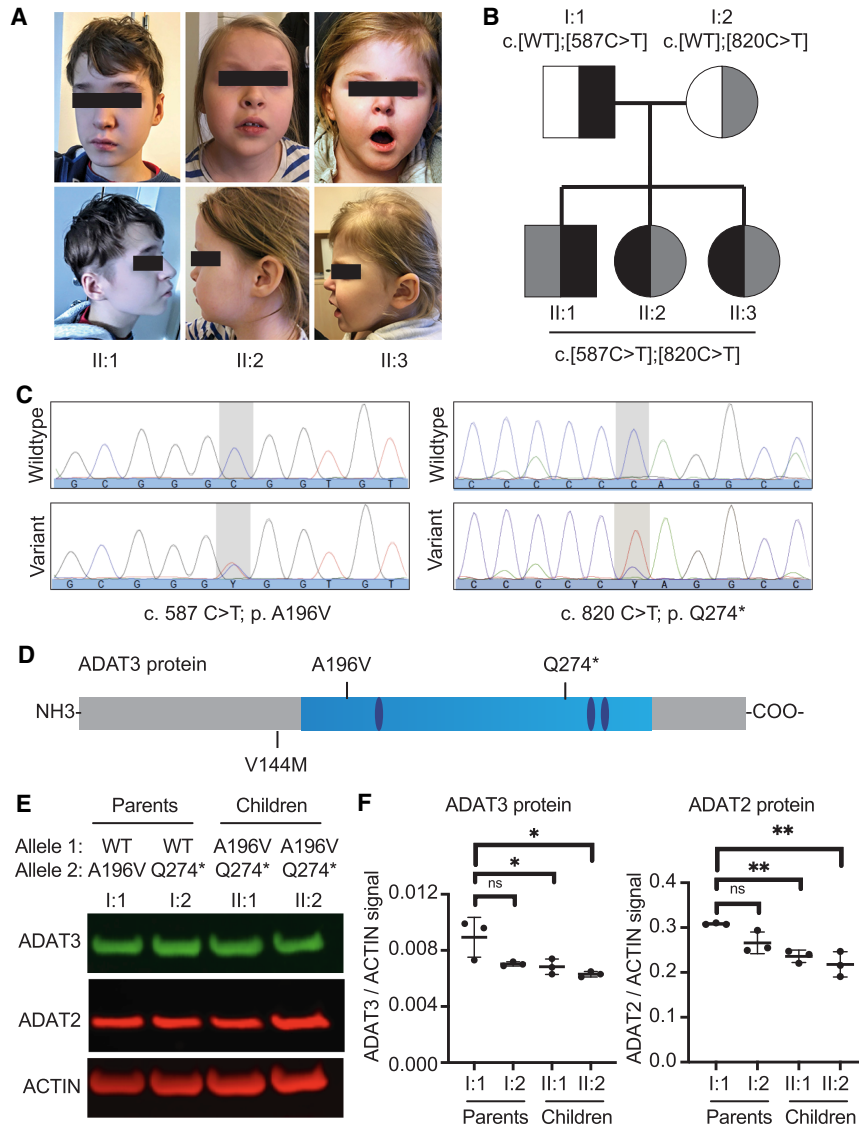 A
II:1
II:2
II:3
B
I:1
I:2
c.[WT];[587C>T]
c.[WT];[820C>T]
II:1
II:2
II:3
c.[587C>T];[820C>T]
C
Wildtype
G C G G G C G G T G T
Variant
G C G G G Y G G T G T
c. 587 C>T; p. A196V
Wildtype
C C C C C C A G G C C
Variant
C C C C C Y A G G C C
c. 820 C>T; p. Q274*
D
ADAT3 protein
A196V
Q274*
NH3-
-COO-
V144M
E
Parents
Children
Allele 1: WT WT A196V A196V
Allele 2: A196V Q274* Q274* Q274*
I:1 I:2 II:1 II:2
ADAT3
ADAT2
ACTIN
F
ADAT3 protein
*
*
ns
ADAT3 / ACTIN signal
0.012
0.008
0.004
0.000
I:1 I:2 II:1 II:2
Parents Children
ADAT2 protein
**
**
ns
ADAT2 / ACTIN signal
0.4
0.3
0.2
0.1
0.0
I:1 I:2 II:1 II:2
Parents Children